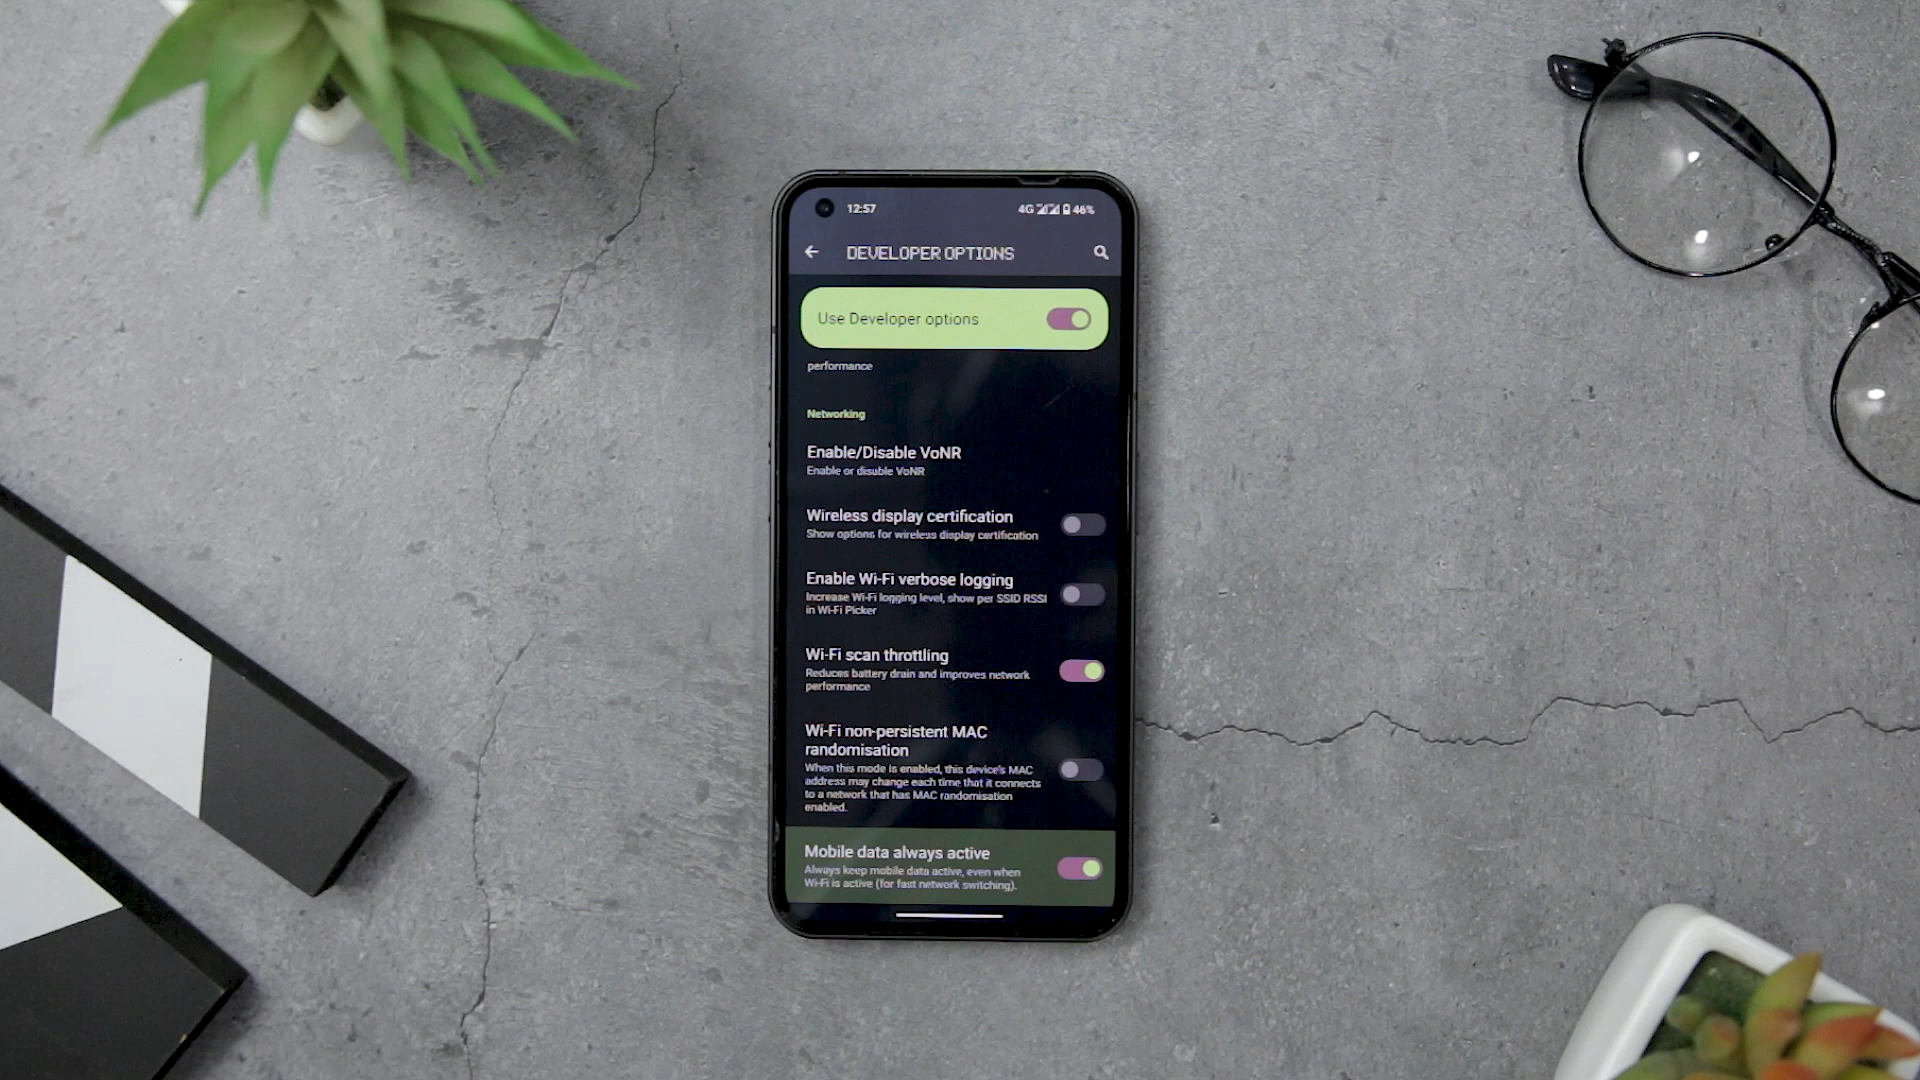 12:57
4G 46%
DEVELOPER OPTIONS
Use Developer options
performance
Networking
Enable/Disable VoNR
Enable or disable VoNR
Wireless display certification
Show options for wireless display certification
Enable Wi-Fi verbose logging
Increase Wi-Fi logging level, show per SSID RSSI
in Wi-Fi Picker
Wi-Fi scan throttling
Reduces battery drain and improves network
performance
Wi-Fi non-persistent MAC
randomisation
When this mode is enabled, this device's MAC
address may change each time that it connects
to a network that has MAC randomisation
enabled.
Mobile data always active
Always keep mobile data active, even when
Wi-Fi is active (for fast network switching).